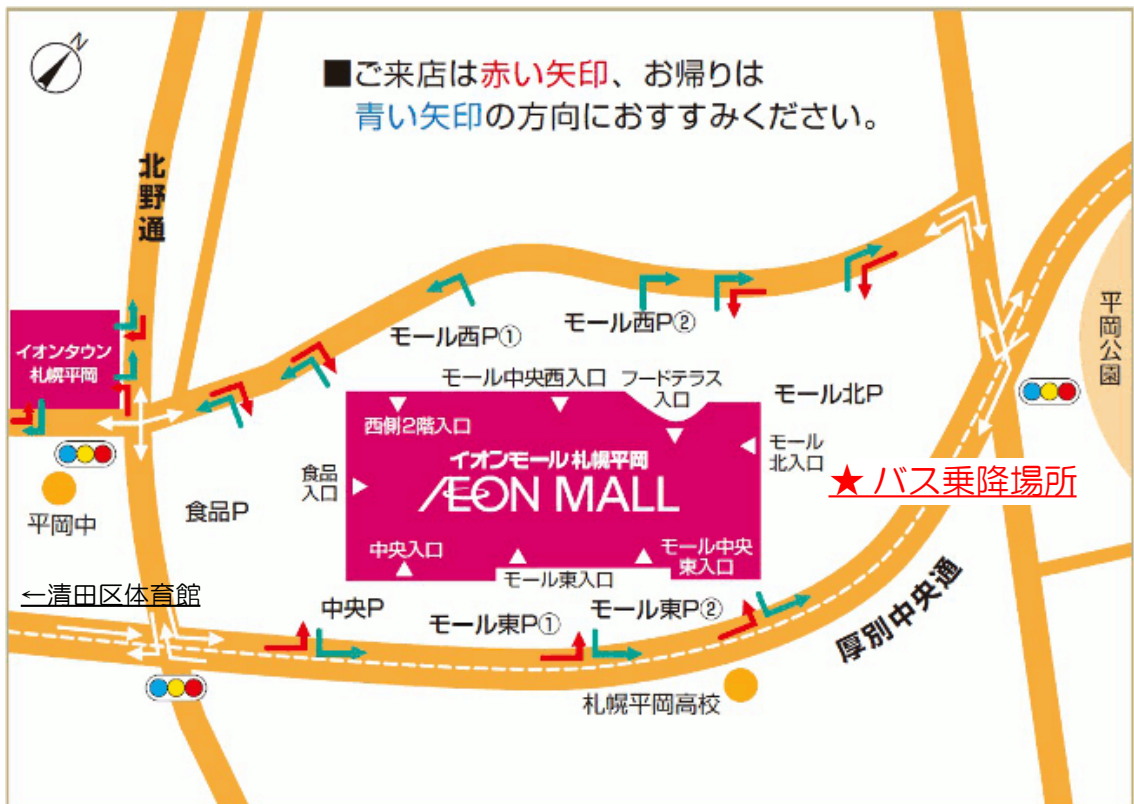 N
■ご来店は赤い矢印、お帰りは
青い矢印の方向におすすみください。
北野通
イオンタウン
札幌平岡
平岡公園
モール西P①
モール西P②
モール中央西入口
フードテラス
入口
モール北P
西側2階入口
イオンモール札幌平岡
ÆON MALL
モール
北入口
食品
入口
★ バス乗降場所
食品P
平岡中
中央入口
モール東入口
モール中央
東入口
←清田区体育館
中央P
モール東P①
モール東P②
厚別中央通
札幌平岡高校